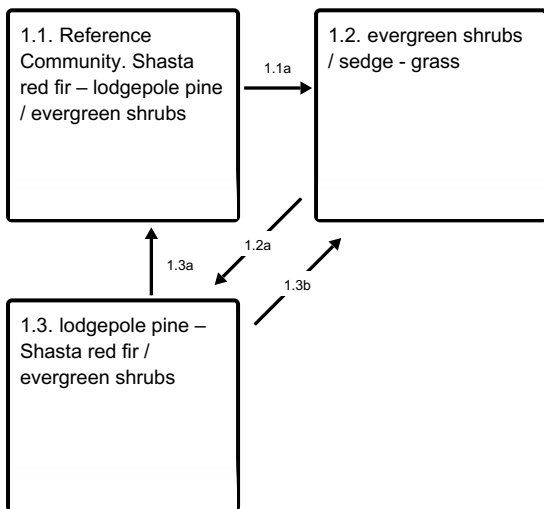 1.1. Reference
Community. Shasta
red fir – lodgepole pine
/ evergreen shrubs
1.1a
1.2. evergreen shrubs
/ sedge - grass
1.2a
1.3a
1.3b
1.3. lodgepole pine –
Shasta red fir /
evergreen shrubs